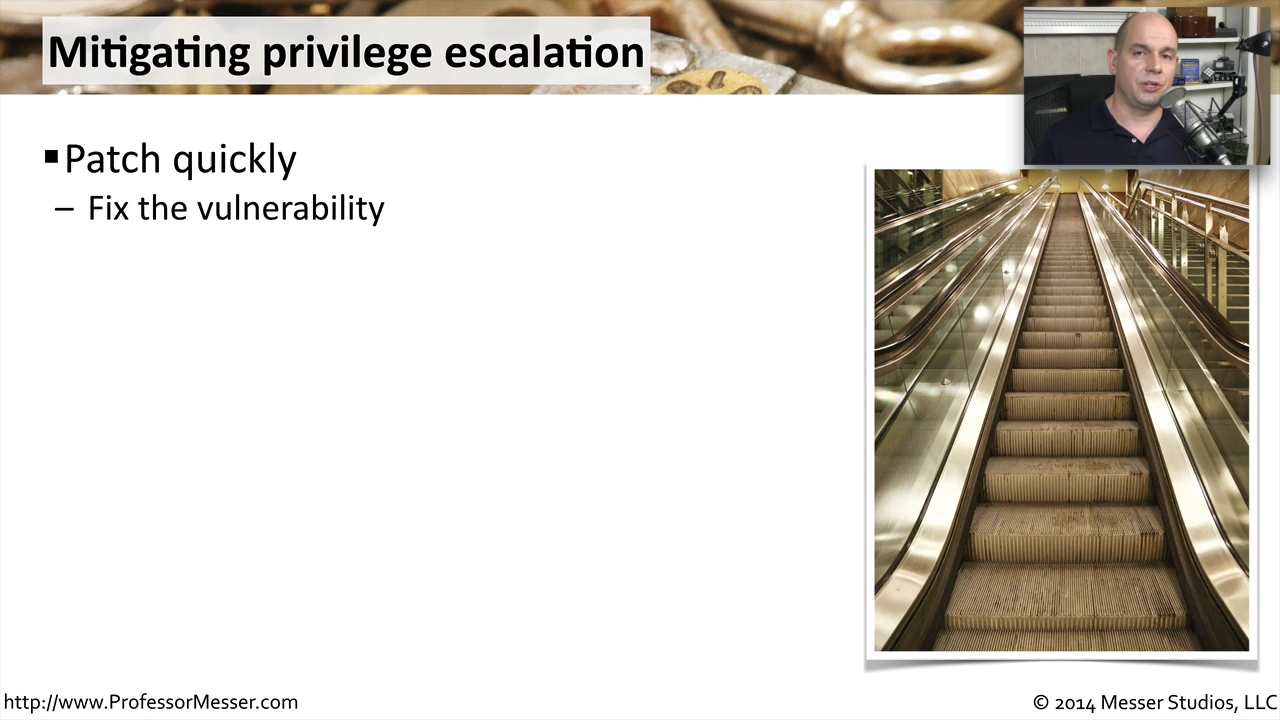 Mitigating privilege escalation
▪Patch quickly
– Fix the vulnerability
http://www.ProfessorMesser.com
© 2014 Messer Studios, LLC